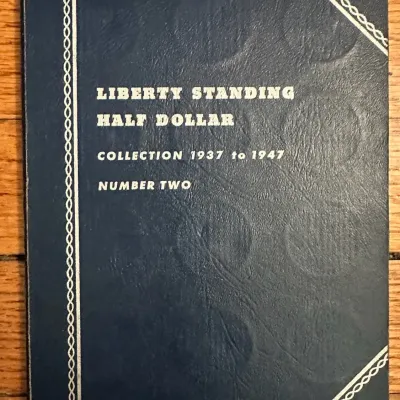 LIBERTY STANDING
HALF DOLLAR
COLLECTION 1937 to 1947
NUMBER TWO